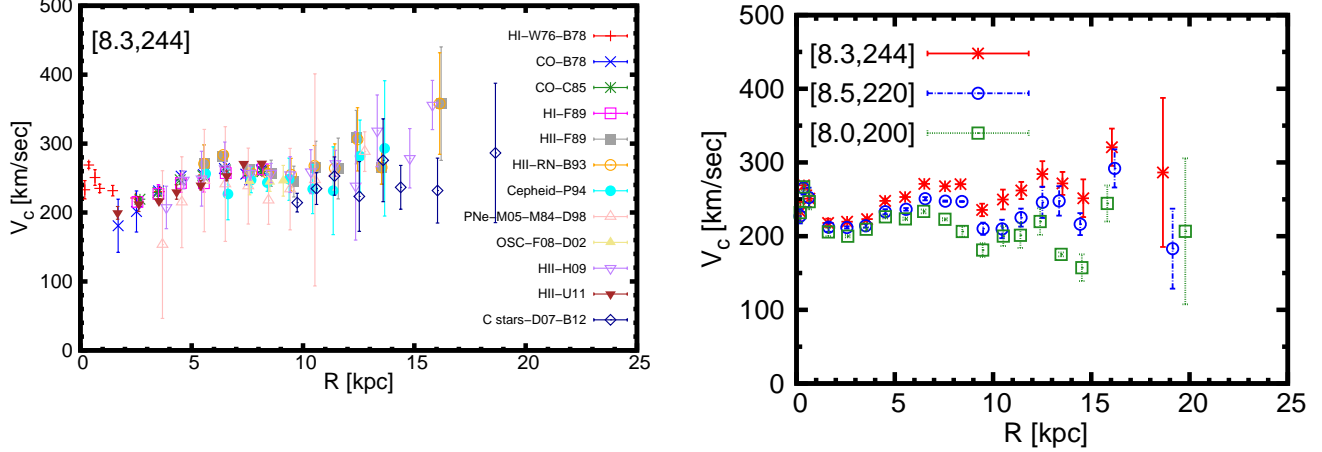 500
400
300
200
100
0
V_c [km/sec]
[8.3,244]
HI−W76−B78
CO−B78
CO−C85
HI−F89
HII−F89
HII−RN−B93
Cepheid−P94
PNe−M05−M84−D98
OSC−F08−D02
HII−H09
HII−U11
C stars−D07−B12
0 5 10 15 20 25
R [kpc]
500
400
300
200
100
0
V_c [km/sec]
[8.3,244]
[8.5,220]
[8.0,200]
0 5 10 15 20 25
R [kpc]